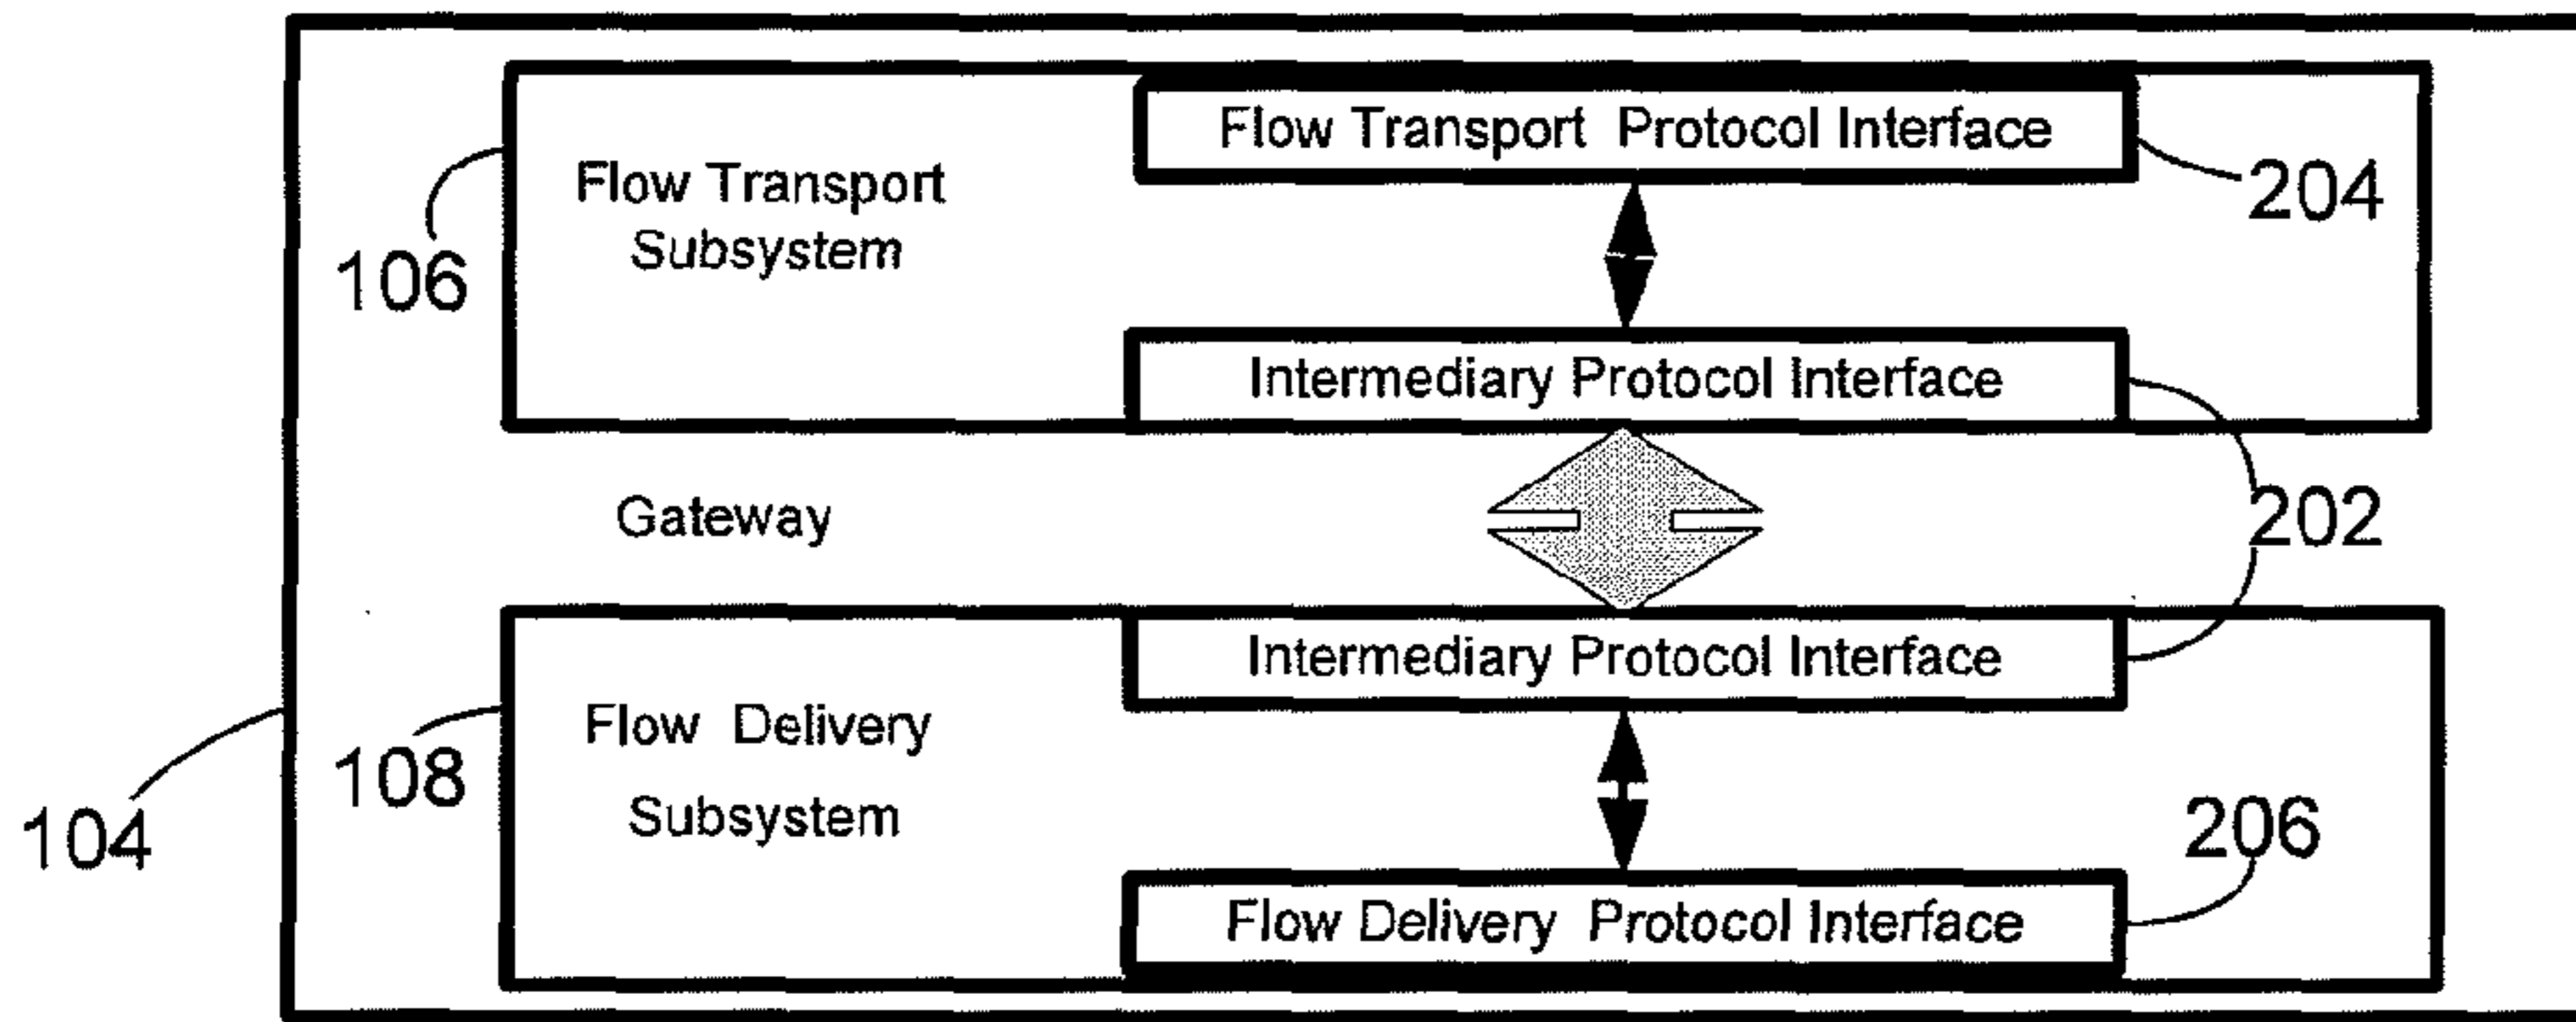 Flow Transport Protocol Interface
204
Flow Transport
Subsystem
106
Intermediary Protocol Interface
Gateway
202
Intermediary Protocol Interface
Flow Delivery
Subsystem
108
104
206
Flow Delivery Protocol Interface